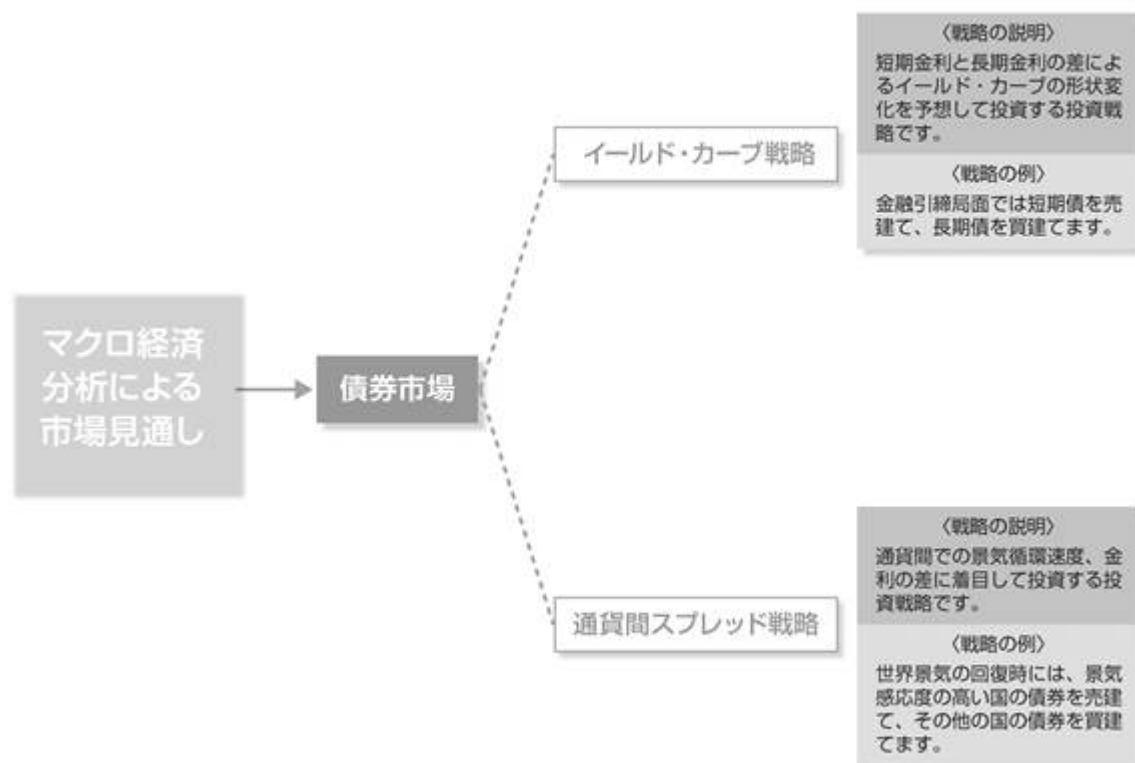 マクロ経済
分析による
市場見通し
債券市場
イールド・カーブ戦略
〈戦略の説明〉
短期金利と長期金利の差によ
るイールド・カーブの形状変
化を予想して投資する投資戦
略です。
〈戦略の例〉
金融引締局面では短期債を売
建て、長期債を買建てます。
通貨間スプレッド戦略
〈戦略の説明〉
通貨間での景気循環速度、金
利の差に着目して投資する投
資戦略です。
〈戦略の例〉
世界景気の回復時には、景気
感応度の高い国の債券を売建
て、その他の国の債券を買建
てます。